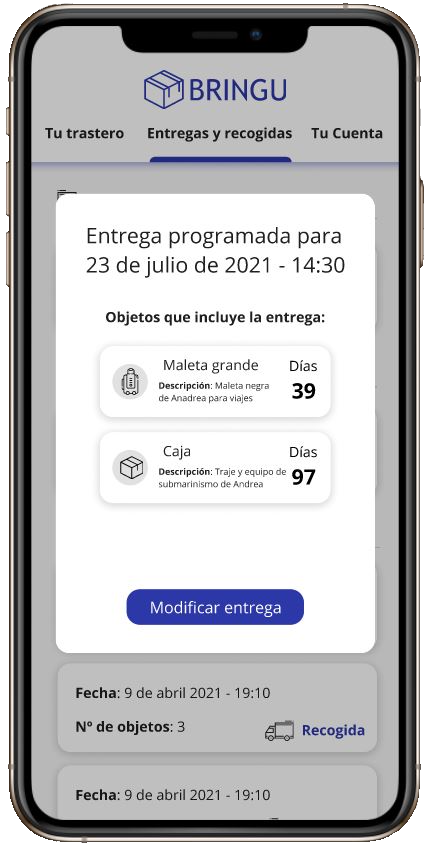 BRINGU
Tu trastero Entregas y recogidas Tu Cuenta
Entrega programada para
23 de julio de 2021 - 14:30
Objetos que incluye la entrega:
Maleta grande
Descripción: Maleta negra
de Anadrea para viajes
Días
39
Caja
Descripción: Traje y equipo de
submarinismo de Andrea
Días
97
Modificar entrega
Fecha: 9 de abril 2021 - 19:10
Nº de objetos: 3
Recogida
Fecha: 9 de abril 2021 - 19:10